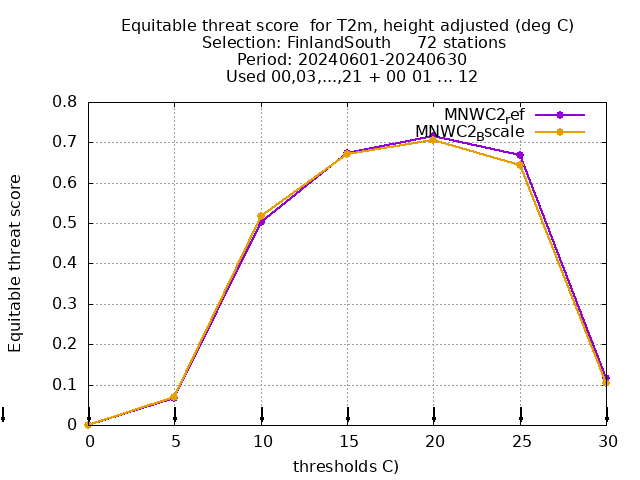 Equitable threat score  for T2m, height adjusted (deg C)
Selection: FinlandSouth     72 stations
Period: 20240601-20240630
Used 00,03,...,21 + 00 01 ... 12
MNWC2ref
MNWC2Bscale
0.8
0.7
0.6
0.5
0.4
0.3
0.2
0.1
0
Equitable threat score
0 5 10 15 20 25 30
thresholds C)